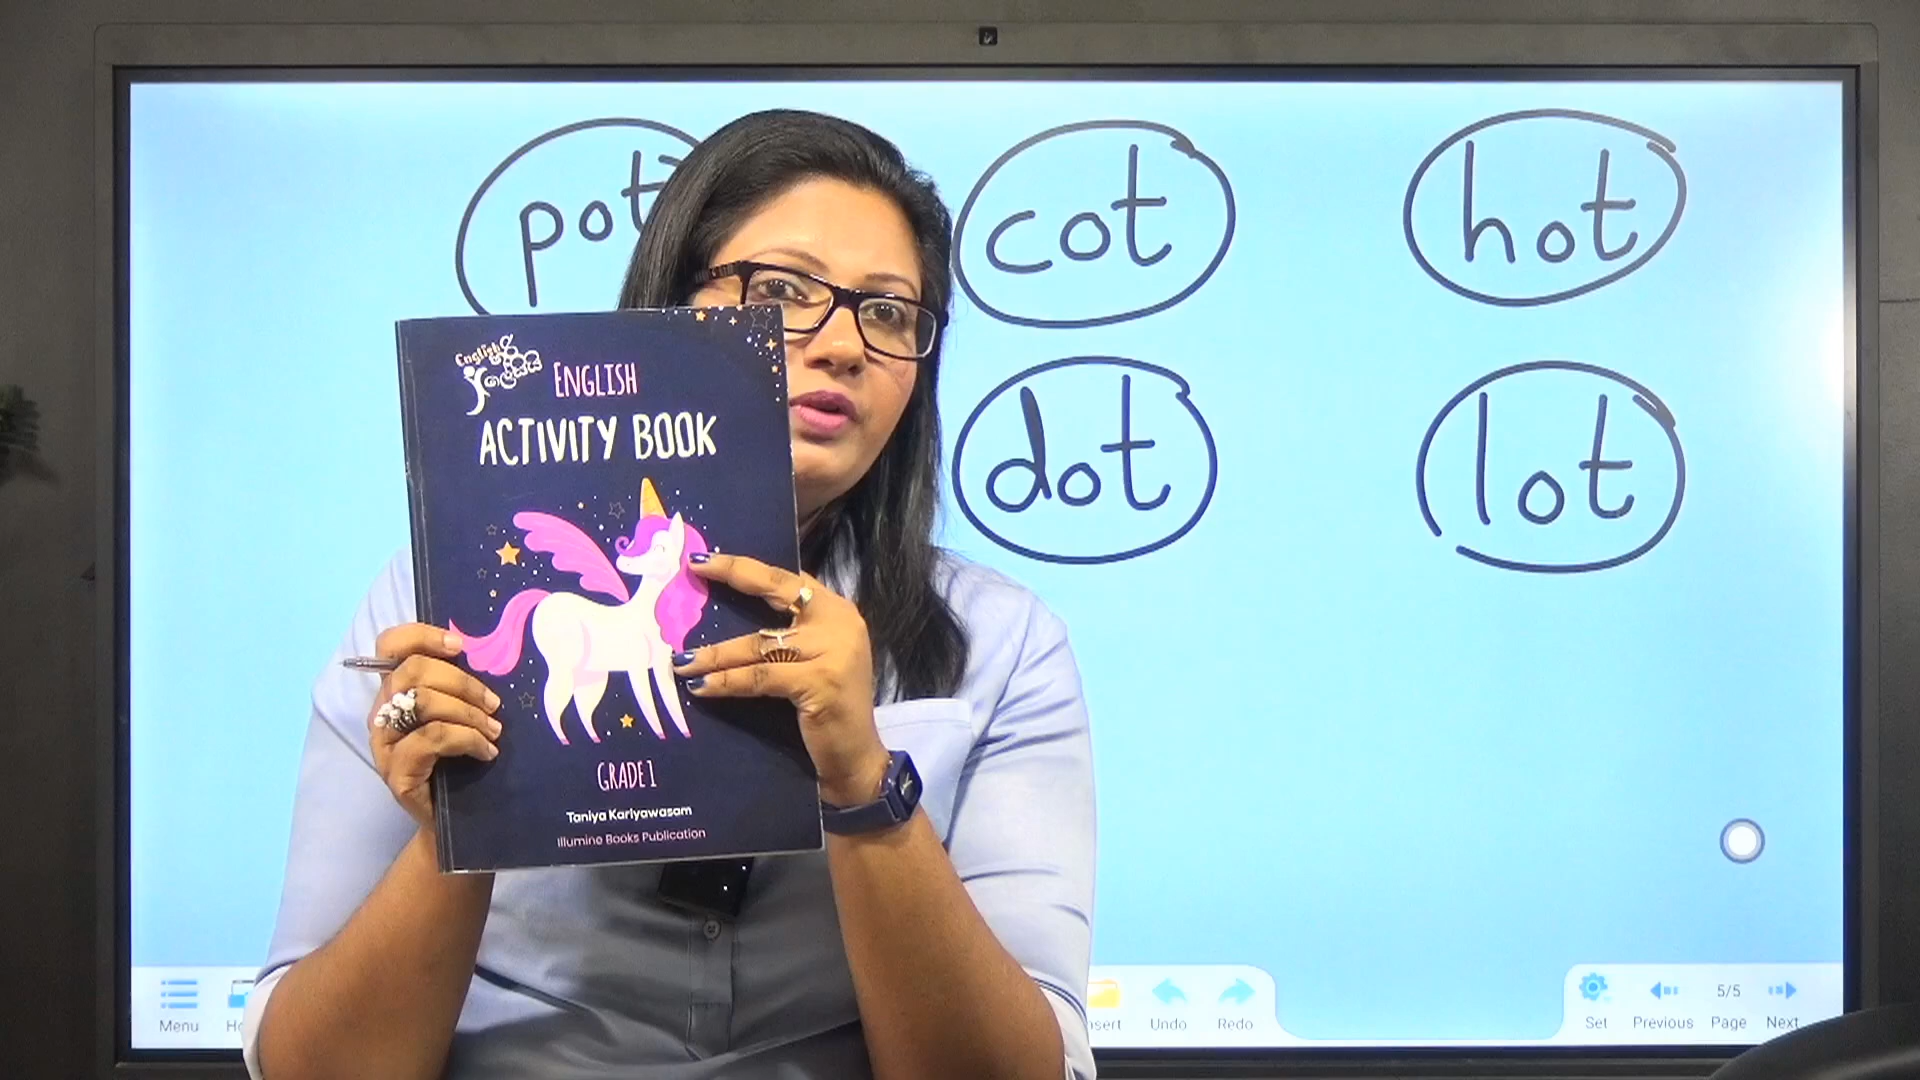 pot
cot
hot
dot
lot
English
ENGLISH
ACTIVITY BOOK
GRADE 1
Taniya Kariyawasam
Illumine Books Publication
Menu
Undo
Redo
Set
Previous
5/5
Page
Next